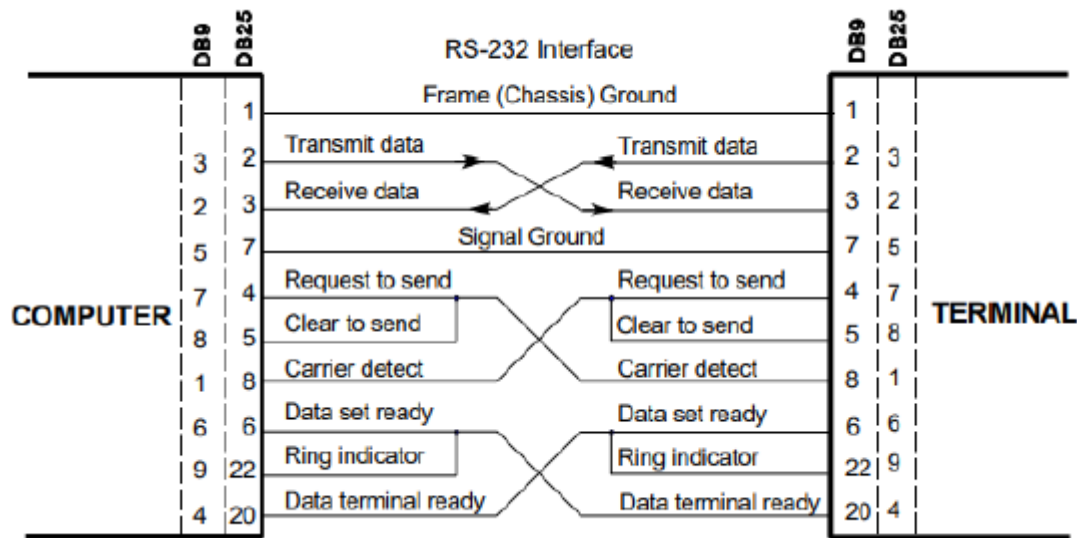 DB9 DB25 RS-232 Interface DB9 DB25
1 Frame (Chassis) Ground 1
3 2 Transmit data Transmit data 2 3
2 3 Receive data Receive data 3 2
5 7 Signal Ground 7 5
7 4 Request to send Request to send 4 7
COMPUTER TERMINAL
8 5 Clear to send Clear to send 5 8
1 8 Carrier detect Carrier detect 8 1
6 6 Data set ready Data set ready 6 6
9 22 Ring indicator Ring indicator 22 9
4 20 Data terminal ready Data terminal ready 20 4